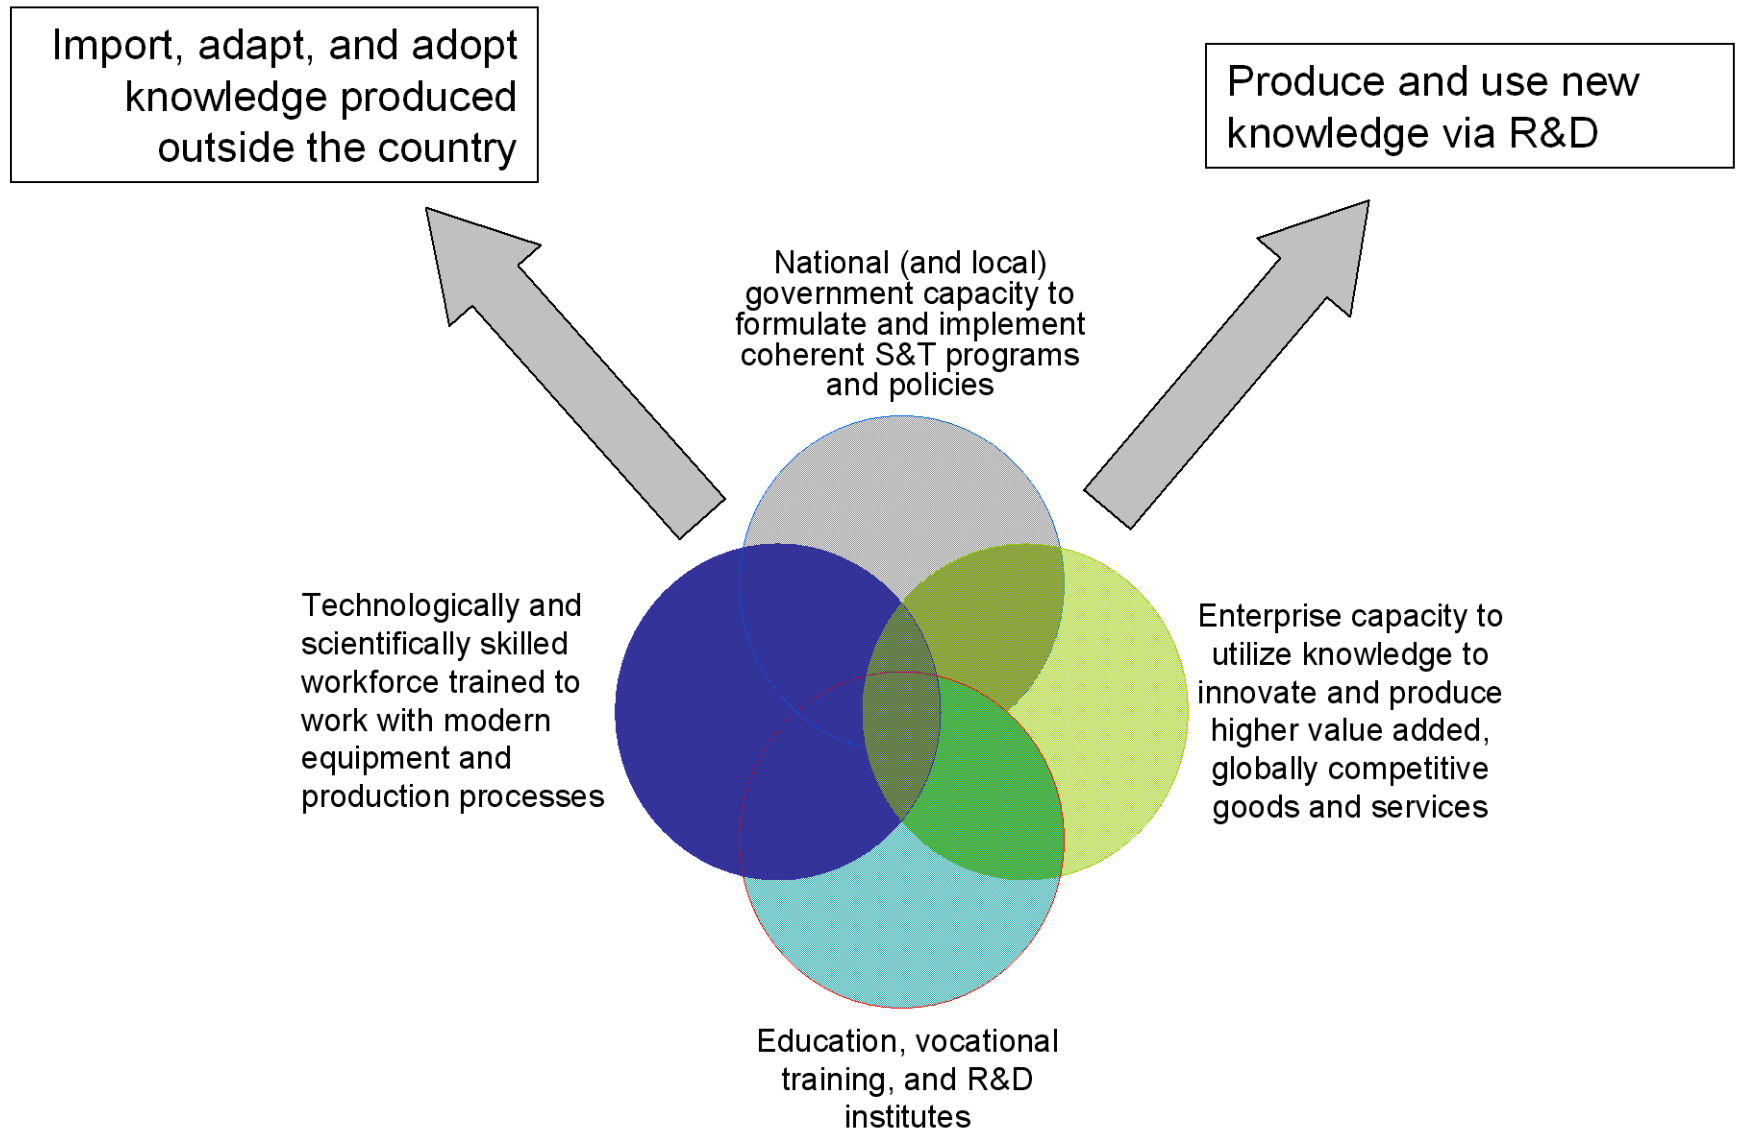 Import, adapt, and adopt
knowledge produced
outside the country
Produce and use new
knowledge via R&D
National (and local)
government capacity to
formulate and implement
coherent S&T programs
and policies
Technologically and
scientifically skilled
workforce trained to
work with modern
equipment and
production processes
Enterprise capacity to
utilize knowledge to
innovate and produce
higher value added,
globally competitive
goods and services
Education, vocational
training, and R&D
institutes